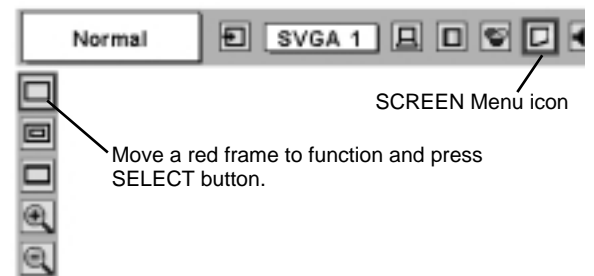 Normal
SVGA 1
SCREEN Menu icon
Move a red frame to function and press
SELECT button.